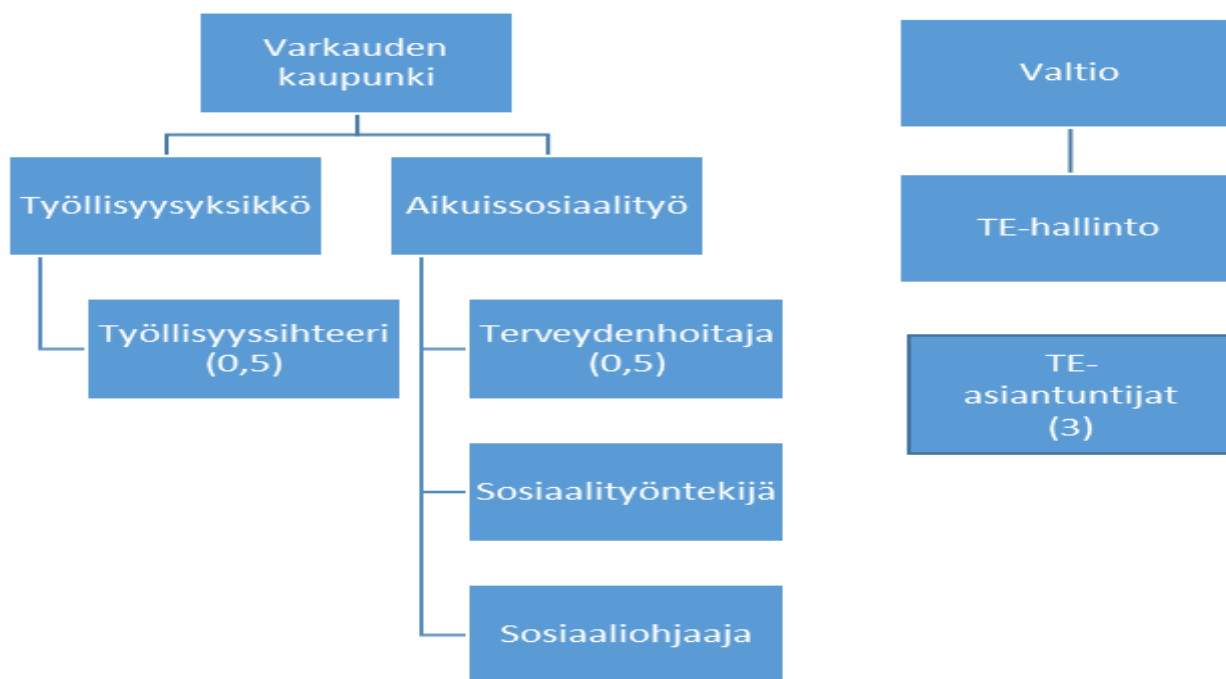 Varkauden
kaupunki
Työllisyysyksikkö
Aikuissosiaalityö
Työllisyyssihteeri
(0,5)
Terveydenhoitaja
(0,5)
Sosiaalityöntekijä
Sosiaaliohjaaja
Valtio
TE-hallinto
TE-
asiantuntijat
(3)